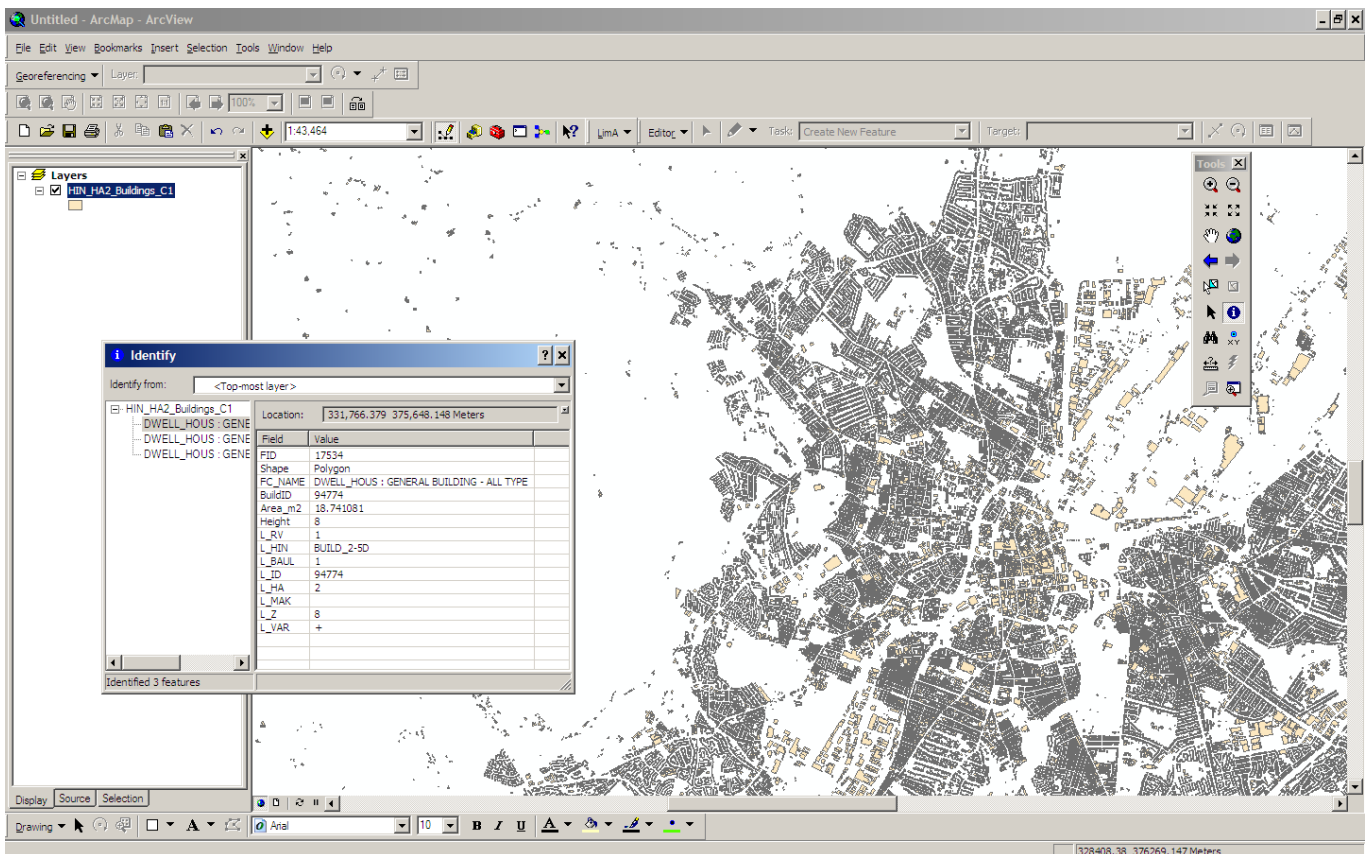 Untitled - ArcMap - ArcView
File Edit View Bookmarks Insert Selection Tools Window Help
Georeferencing Layer:
100%
1:43,464 LimA Editor Task: Create New Feature Target:
Layers
HIN_HA2_Buildings_C1
Tools
XY
Identify
Identify from: <Top-most layer>
HIN_HA2_Buildings_C1
DWELL_HOUS : GENE
DWELL_HOUS : GENE
DWELL_HOUS : GENE
Location: 331,766.379 375,648.148 Meters
Field Value
FID 17534
Shape Polygon
FC_NAME DWELL_HOUS : GENERAL BUILDING - ALL TYPE
BuildID 94774
Area_m2 18.741081
Height 8
L_RV 1
L_HIN BUILD_2-5D
L_BAUL 1
L_ID 94774
L_HA 2
L_MAK
L_Z 8
L_VAR +
Identified 3 features
Display Source Selection
Drawing A Arial 10 B I U A
328408.38 376269.147 Meters